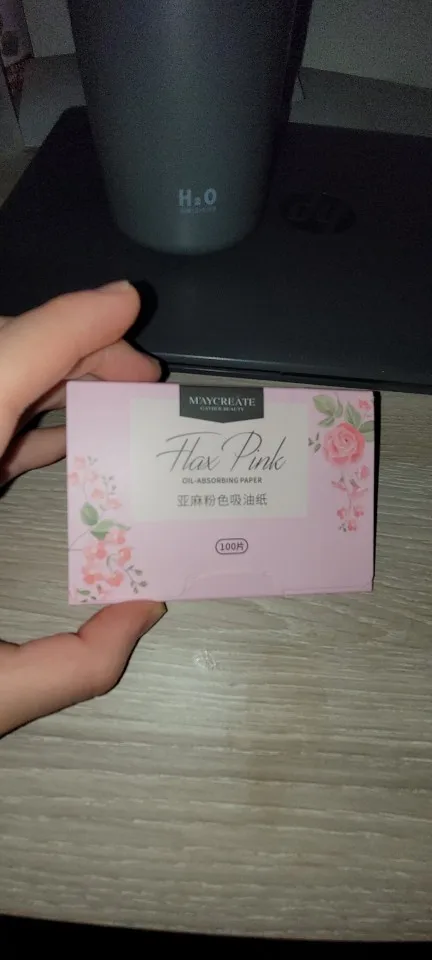 H2O
hp
MAYCREATE
GATHER BEAUTY
Flax Pink
OIL-ABSORBING PAPER
亚麻粉色吸油纸
100片